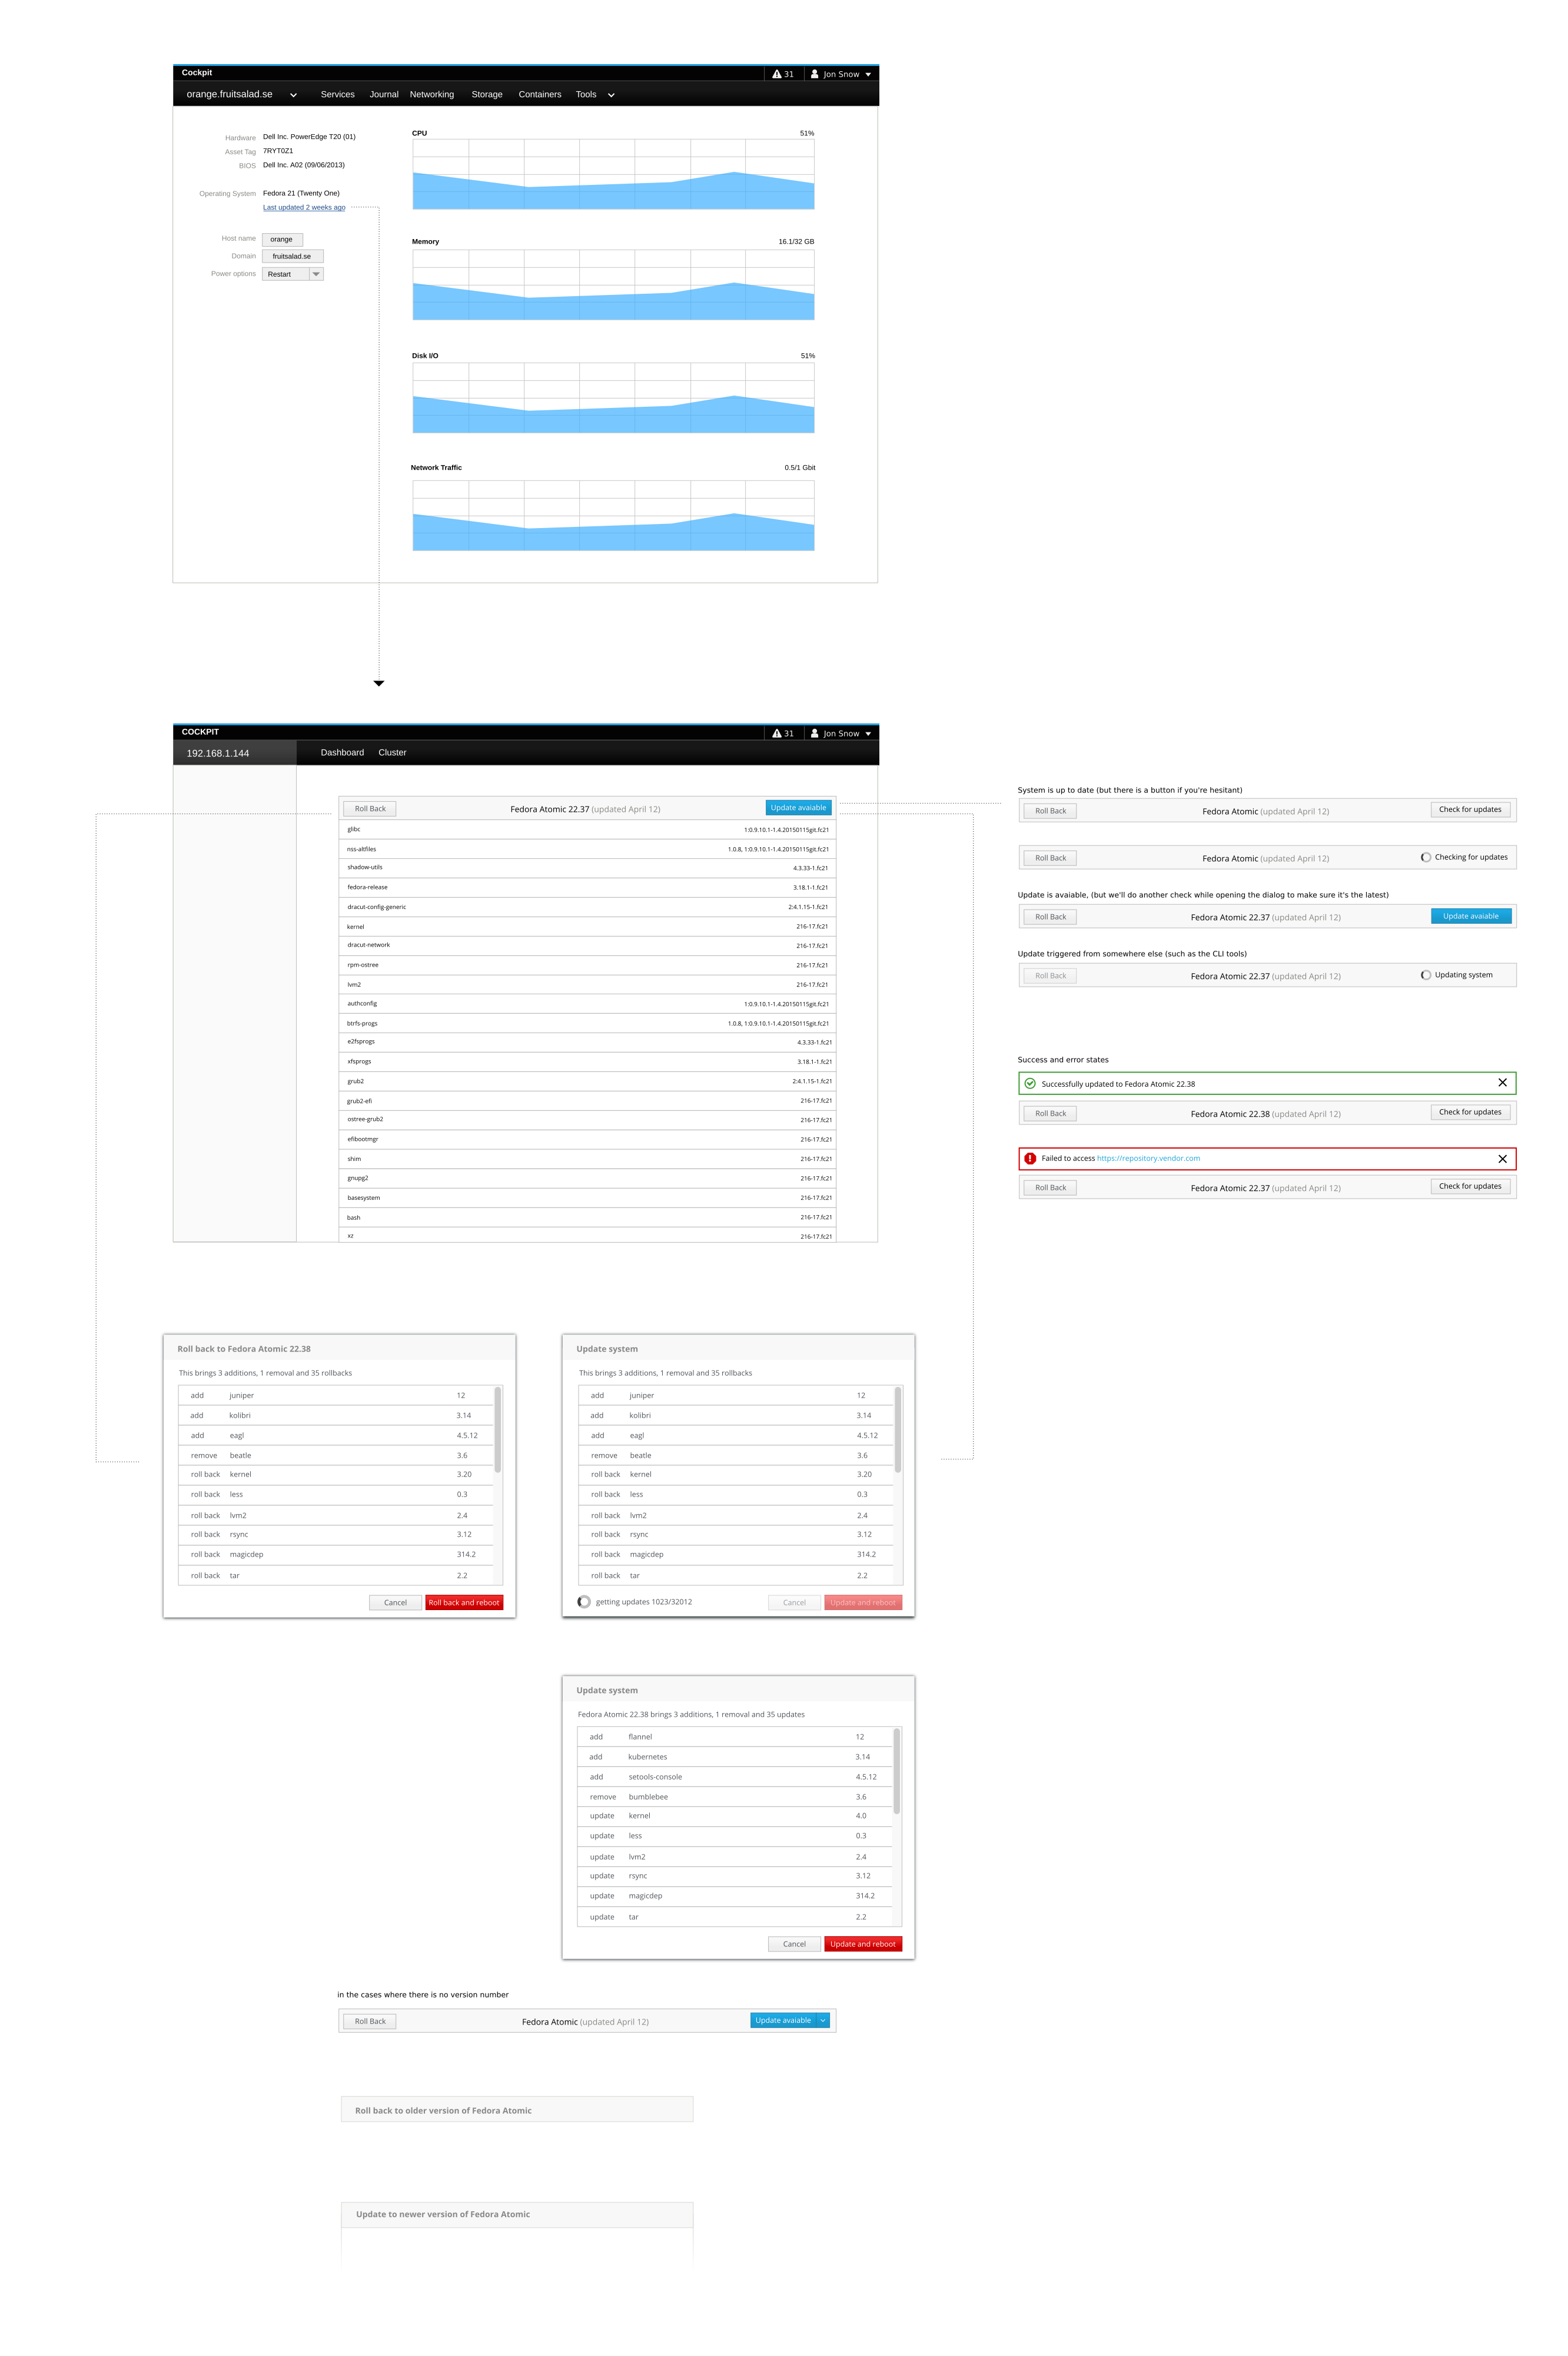 Cockpit
31
Jon Snow
orange.fruitsalad.se
Services Journal Networking Storage Containers Tools
Hardware Dell Inc. PowerEdge T20 (01)
Asset Tag 7RYT0Z1
BIOS Dell Inc. A02 (09/06/2013)
Operating System Fedora 21 (Twenty One)
Last updated 2 weeks ago
Host name orange
Domain fruitsalad.se
Power options Restart
CPU 51%
Memory 16.1/32 GB
Disk I/O 51%
Network Traffic 0.5/1 Gbit
COCKPIT
31
Jon Snow
192.168.1.144
Dashboard Cluster
Roll Back Fedora Atomic 22.37 (updated April 12) Update avaiable
glibc 1:0.9.10.1-1.4.20150115git.fc21
nss-altfiles 1.0.8, 1:0.9.10.1-1.4.20150115git.fc21
shadow-utils 4.3.33-1.fc21
fedora-release 3.18.1-1.fc21
dracut-config-generic 2:4.1.15-1.fc21
kernel 216-17.fc21
dracut-network 216-17.fc21
rpm-ostree 216-17.fc21
lvm2 216-17.fc21
authconfig 1:0.9.10.1-1.4.20150115git.fc21
btrfs-progs 1.0.8, 1:0.9.10.1-1.4.20150115git.fc21
e2fsprogs 4.3.33-1.fc21
xfsprogs 3.18.1-1.fc21
grub2 2:4.1.15-1.fc21
grub2-efi 216-17.fc21
ostree-grub2 216-17.fc21
efibootmgr 216-17.fc21
shim 216-17.fc21
gnupg2 216-17.fc21
basesystem 216-17.fc21
bash 216-17.fc21
xz 216-17.fc21
System is up to date (but there is a button if you're hesitant)
Roll Back Fedora Atomic (updated April 12) Check for updates
Roll Back Fedora Atomic (updated April 12) Checking for updates
Update is avaiable, (but we'll do another check while opening the dialog to make sure it's the latest)
Roll Back Fedora Atomic 22.37 (updated April 12) Update avaiable
Update triggered from somewhere else (such as the CLI tools)
Roll Back Fedora Atomic 22.37 (updated April 12) Updating system
Success and error states
Successfully updated to Fedora Atomic 22.38
Roll Back Fedora Atomic 22.38 (updated April 12) Check for updates
Failed to access https://repository.vendor.com
Roll Back Fedora Atomic 22.37 (updated April 12) Check for updates
Roll back to Fedora Atomic 22.38
This brings 3 additions, 1 removal and 35 rollbacks
add juniper 12
add kolibri 3.14
add eagl 4.5.12
remove beatle 3.6
roll back kernel 3.20
roll back less 0.3
roll back lvm2 2.4
roll back rsync 3.12
roll back magicdep 314.2
roll back tar 2.2
Cancel Roll back and reboot
Update system
This brings 3 additions, 1 removal and 35 rollbacks
add juniper 12
add kolibri 3.14
add eagl 4.5.12
remove beatle 3.6
roll back kernel 3.20
roll back less 0.3
roll back lvm2 2.4
roll back rsync 3.12
roll back magicdep 314.2
roll back tar 2.2
getting updates 1023/32012 Cancel Update and reboot
Update system
Fedora Atomic 22.38 brings 3 additions, 1 removal and 35 updates
add flannel 12
add kubernetes 3.14
add setools-console 4.5.12
remove bumblebee 3.6
update kernel 4.0
update less 0.3
update lvm2 2.4
update rsync 3.12
update magicdep 314.2
update tar 2.2
Cancel Update and reboot
in the cases where there is no version number
Roll Back Fedora Atomic (updated April 12) Update avaiable
Roll back to older version of Fedora Atomic
Update to newer version of Fedora Atomic